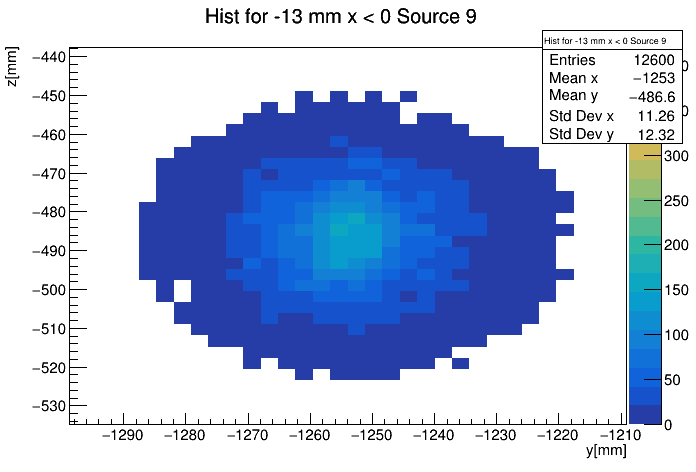 Hist for -13 mm x < 0 Source 9
z[mm]
Hist for -13 mm x < 0 Source 9
Entries 12600
Mean x −1253
Mean y −486.6
Std Dev x 11.26
Std Dev y 12.32
−440
−450
−460
−470
−480
−490
−500
−510
−520
−530
300
250
200
150
100
50
0
−1290 −1280 −1270 −1260 −1250 −1240 −1230 −1220 −1210
y[mm]